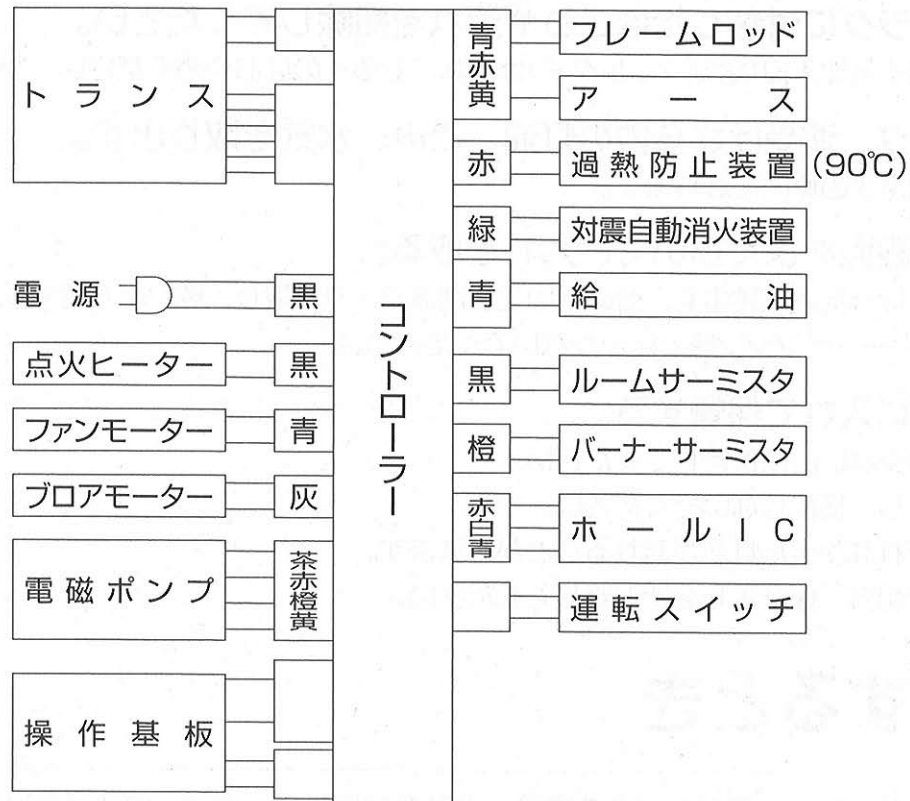 トランス
電源 黒
点火ヒーター 黒
ファンモーター 青
ブロアモーター 灰
電磁ポンプ 茶赤橙黄
操作基板
コントローラー
青赤黄 フレームロッド
アース
赤 過熱防止装置 (90℃)
緑 対震自動消火装置
青 給油
黒 ルームサーミスタ
橙 バーナーサーミスタ
赤白青 ホールIC
運転スイッチ